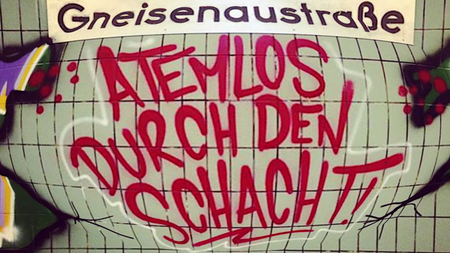 Gneisenaustraße
ATEMLOS
DURCH DEN
SCHACHT!